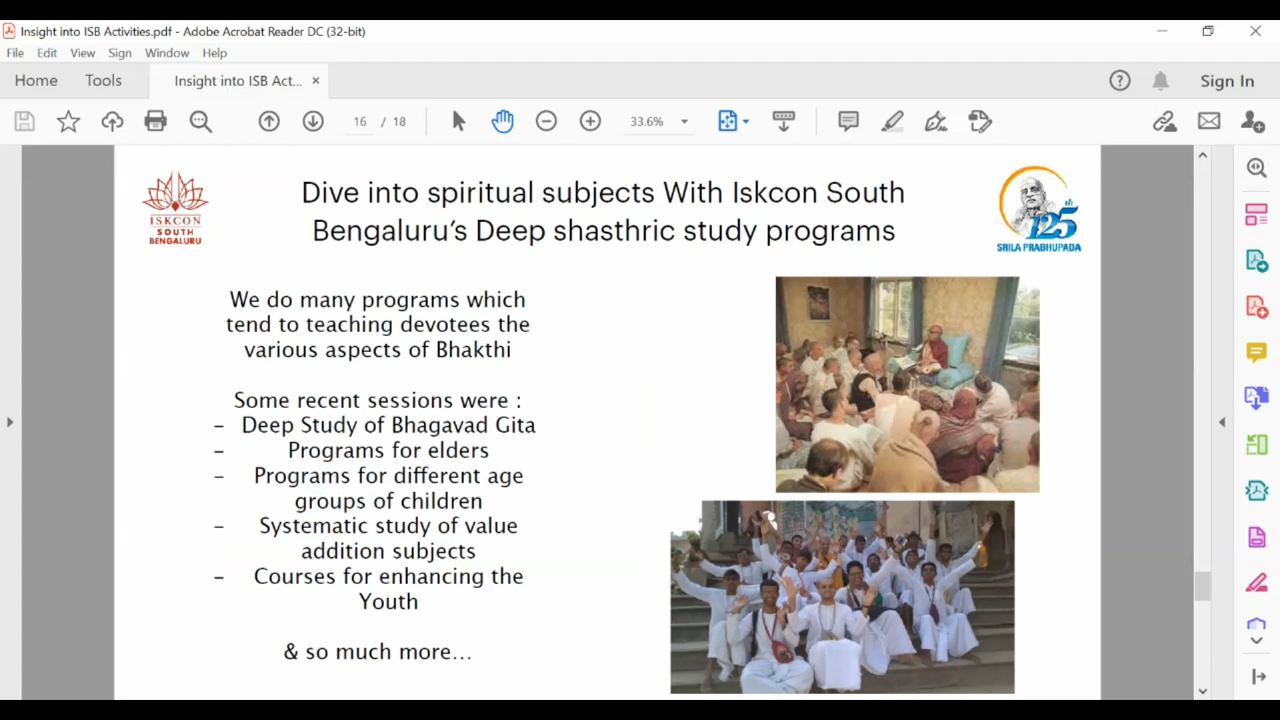 Insight into ISB Activities.pdf - Adobe Acrobat Reader DC (32-bit)
File Edit View Sign Window Help
Home Tools Insight into ISB Act... × Sign In
16 / 18 33.6%
ISKCON
SOUTH
BENGALURU
Dive into spiritual subjects With Iskcon South
Bengaluru’s Deep shasthric study programs
125th
SRILA PRABHUPADA
We do many programs which
tend to teaching devotees the
various aspects of Bhakthi
Some recent sessions were :
– Deep Study of Bhagavad Gita
– Programs for elders
– Programs for different age
groups of children
– Systematic study of value
addition subjects
– Courses for enhancing the
Youth
& so much more...